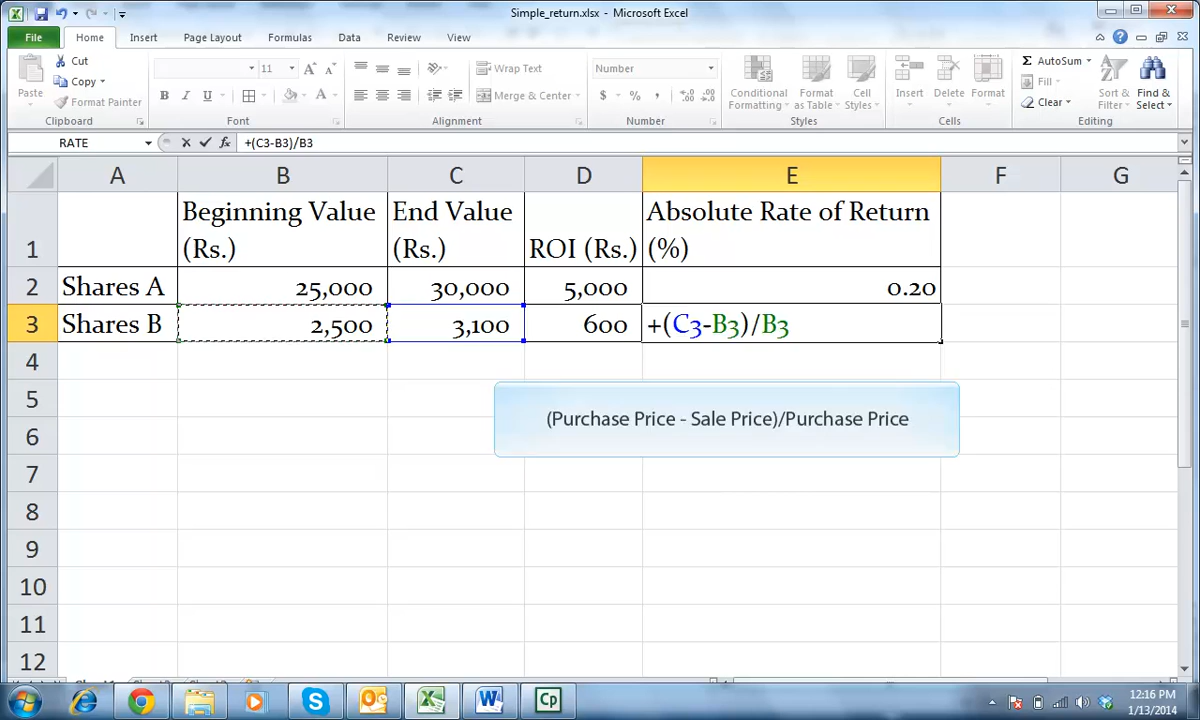 Simple_return.xlsx - Microsoft Excel
File Home Insert Page Layout Formulas Data Review View
Paste
Cut
Copy
Format Painter
Clipboard
11 A A
B I U A
Font
Wrap Text
Merge & Center
Alignment
Number
$ % ,
Number
Conditional Formatting
Format as Table
Cell Styles
Styles
Insert
Delete
Format
Cells
Σ AutoSum
Fill
Clear
Sort & Filter
Find & Select
Editing
RATE fx +(C3-B3)/B3
A B C D E F G
1 Beginning Value (Rs.) End Value (Rs.) ROI (Rs.) Absolute Rate of Return (%)
2 Shares A 25,000 30,000 5,000 0.20
3 Shares B 2,500 3,100 600 +(C3-B3)/B3
4
5
(Purchase Price - Sale Price)/Purchase Price
6
7
8
9
10
11
12
12:16 PM
1/13/2014